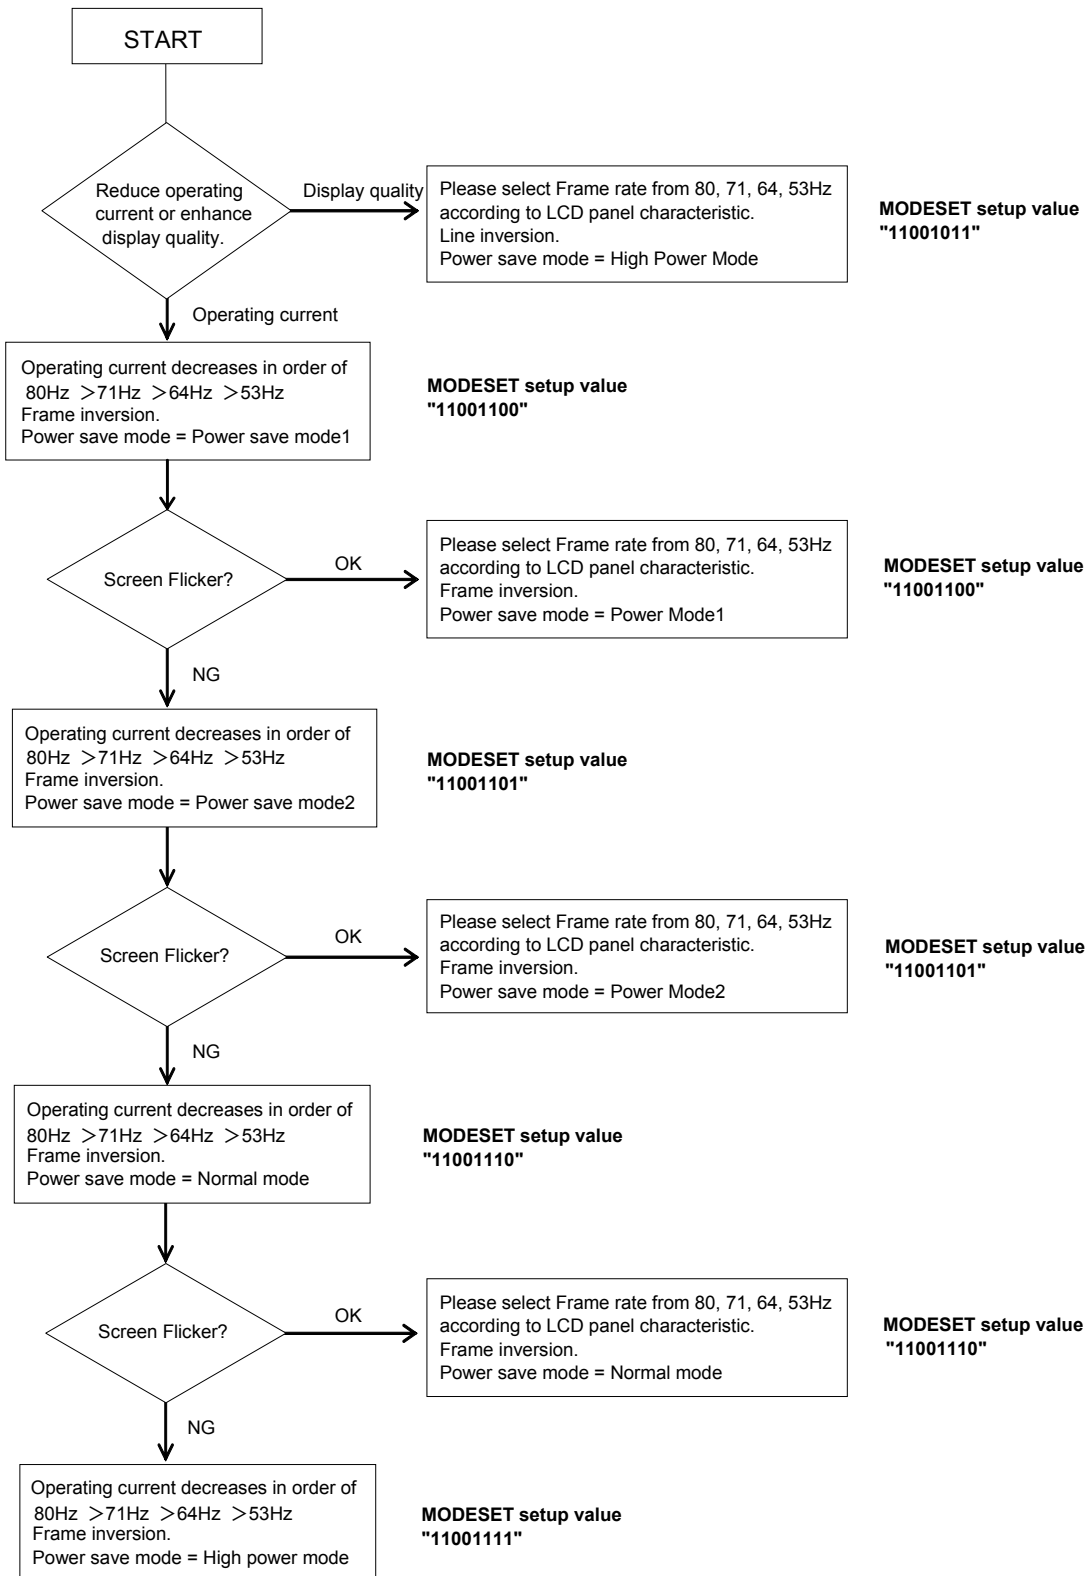 START
Reduce operating
current or enhance
display quality.
Display quality
Please select Frame rate from 80, 71, 64, 53Hz
according to LCD panel characteristic.
Line inversion.
Power save mode = High Power Mode
MODESET setup value
"11001011"
Operating current
Operating current decreases in order of
80Hz ＞71Hz ＞64Hz ＞53Hz
Frame inversion.
Power save mode = Power save mode1
MODESET setup value
"11001100"
Screen Flicker?
OK
Please select Frame rate from 80, 71, 64, 53Hz
according to LCD panel characteristic.
Frame inversion.
Power save mode = Power Mode1
MODESET setup value
"11001100"
NG
Operating current decreases in order of
80Hz ＞71Hz ＞64Hz ＞53Hz
Frame inversion.
Power save mode = Power save mode2
MODESET setup value
"11001101"
Screen Flicker?
OK
Please select Frame rate from 80, 71, 64, 53Hz
according to LCD panel characteristic.
Frame inversion.
Power save mode = Power Mode2
MODESET setup value
"11001101"
NG
Operating current decreases in order of
80Hz ＞71Hz ＞64Hz ＞53Hz
Frame inversion.
Power save mode = Normal mode
MODESET setup value
"11001110"
Screen Flicker?
OK
Please select Frame rate from 80, 71, 64, 53Hz
according to LCD panel characteristic.
Frame inversion.
Power save mode = Normal mode
MODESET setup value
"11001110"
NG
Operating current decreases in order of
80Hz ＞71Hz ＞64Hz ＞53Hz
Frame inversion.
Power save mode = High power mode
MODESET setup value
"11001111"